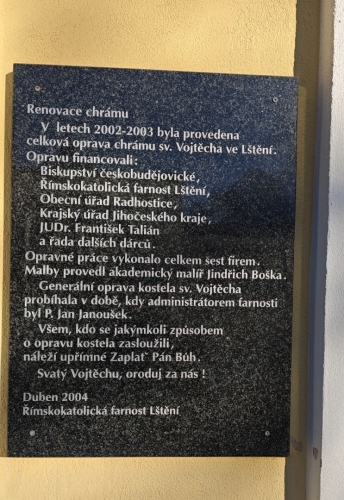 Renovace chrámu
V letech 2002-2003 byla provedena
celková oprava chrámu sv. Vojtěcha ve Lštění.
Opravu financovali:
Biskupství českobudějovické,
Římskokatolická farnost Lštění,
Obecní úřad Radhostice,
Krajský úřad Jihočeského kraje,
JUDr. František Talián
a řada dalších dárců.
Opravné práce vykonalo celkem šest firem.
Malby provedl akademický malíř Jindřich Boška.
Generální oprava kostela sv. Vojtěcha
probíhala v době, kdy administrátorem farnosti
byl P. Jan Janoušek.
Všem, kdo se jakýmkoli způsobem
o opravu kostela zasloužili,
náleží upřímné Zaplať Pán Bůh.
Svatý Vojtěchu, oroduj za nás !
Duben 2004
Římskokatolická farnost Lštění